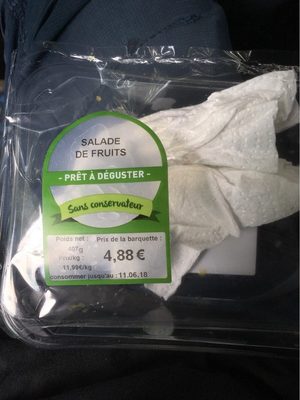 SALADE
DE FRUITS
- PRÊT À DÉGUSTER -
Sans conservateur
Poids net : Prix de la barquette :
407g
Prix/kg : 4,88 €
11,99€/kg
consommer jusqu'au : 11.06.18